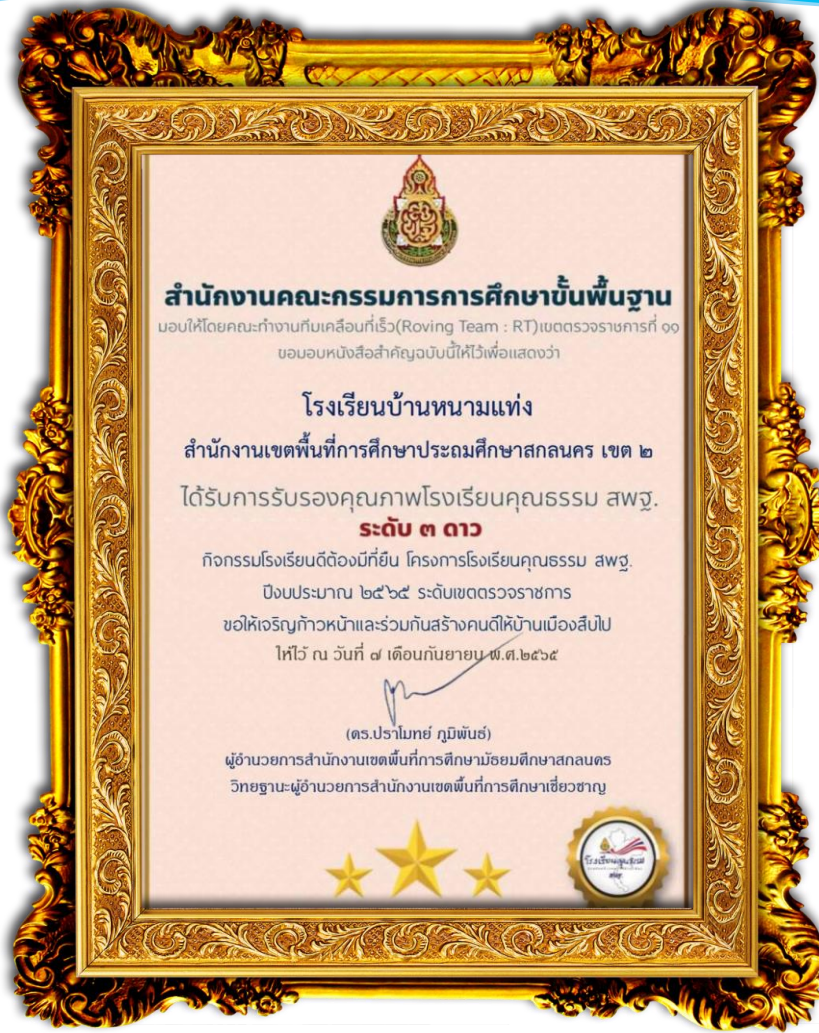 สำนักงานคณะกรรมการการศึกษาขั้นพื้นฐาน
มอบให้โดยคณะทำงานทีมเคลื่อนที่เร็ว(Roving Team : RT)เขตตรวจราชการที่ ๑๑
ขอมอบหนังสือสำคัญฉบับนี้ให้ไว้เพื่อแสดงว่า
โรงเรียนบ้านหนามแท่ง
สำนักงานเขตพื้นที่การศึกษาประถมศึกษาสกลนคร เขต ๒
ได้รับการรับรองคุณภาพโรงเรียนคุณธรรม สพฐ.
ระดับ ๓ ดาว
กิจกรรมโรงเรียนดีต้องมีที่ยืน โครงการโรงเรียนคุณธรรม สพฐ.
ปีงบประมาณ ๒๕๖๕ ระดับเขตตรวจราชการ
ขอให้เจริญก้าวหน้าและร่วมกันสร้างคนดีให้บ้านเมืองสืบไป
ให้ไว้ ณ วันที่ ๗ เดือนกันยายน พ.ศ.๒๕๖๕
(ดร.ปราโมทย์ ภูมิพันธ์)
ผู้อำนวยการสำนักงานเขตพื้นที่การศึกษามัธยมศึกษาสกลนคร
วิทยฐานะผู้อำนวยการสำนักงานเขตพื้นที่การศึกษาเชี่ยวชาญ
โรงเรียนคุณธรรม